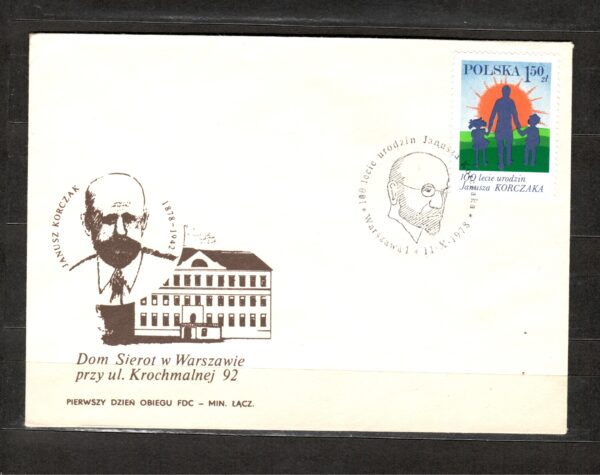 POLSKA 1.50 zł
100 lecie urodzin
Janusza KORCZAKA
* 100 lecie urodzin Janusza Korczaka *
Warszawa 1 * 11-X-1978
JANUSZ KORCZAK
1878-1942
Dom Sierot w Warszawie
przy ul. Krochmalnej 92
PIERWSZY DZIEŃ OBIEGU FDC – MIN. ŁĄCZ.